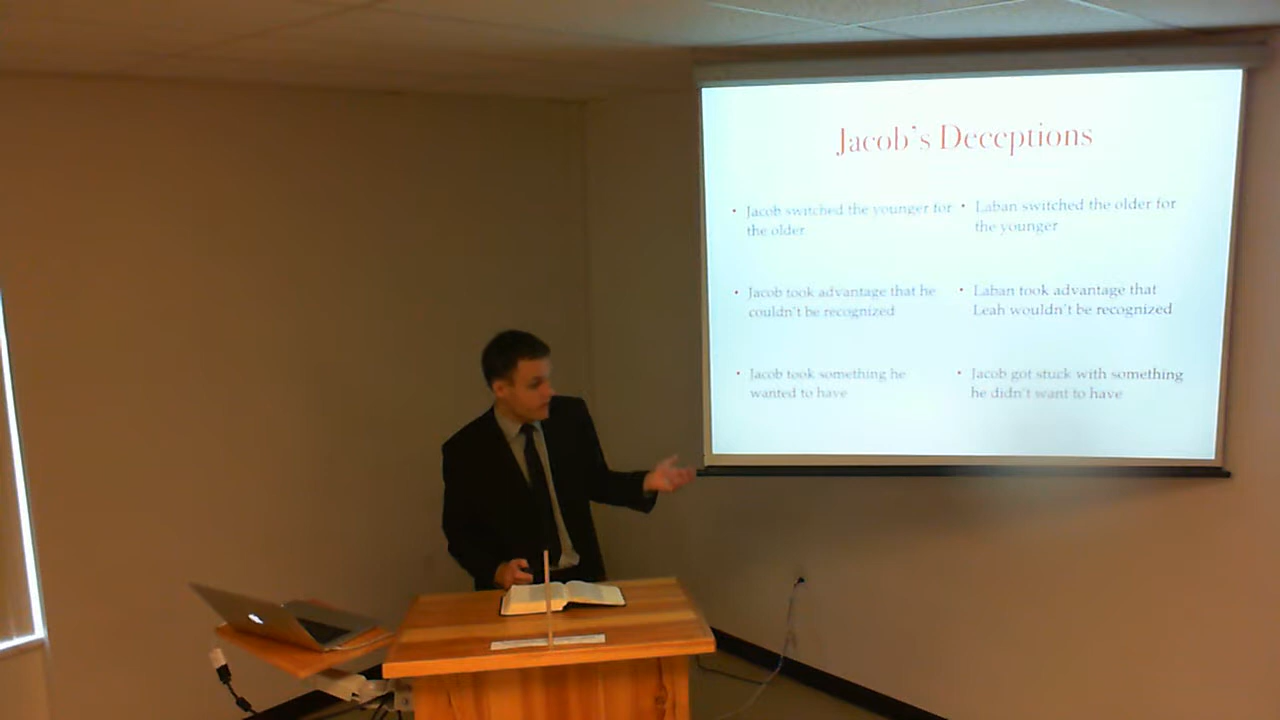 Jacob's Deceptions
• Jacob switched the younger for
the older
• Laban switched the older for
the younger
• Jacob took advantage that he
couldn't be recognized
• Laban took advantage that
Leah wouldn't be recognized
• Jacob took something he
wanted to have
• Jacob got stuck with something
he didn't want to have